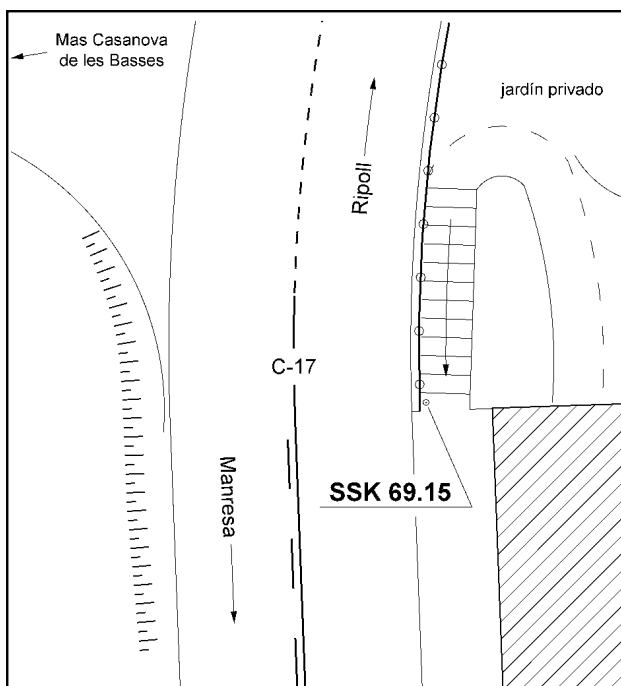 Mas Casanova
de les Basses
jardín privado
Ripoll
C-17
Manresa
SSK 69.15